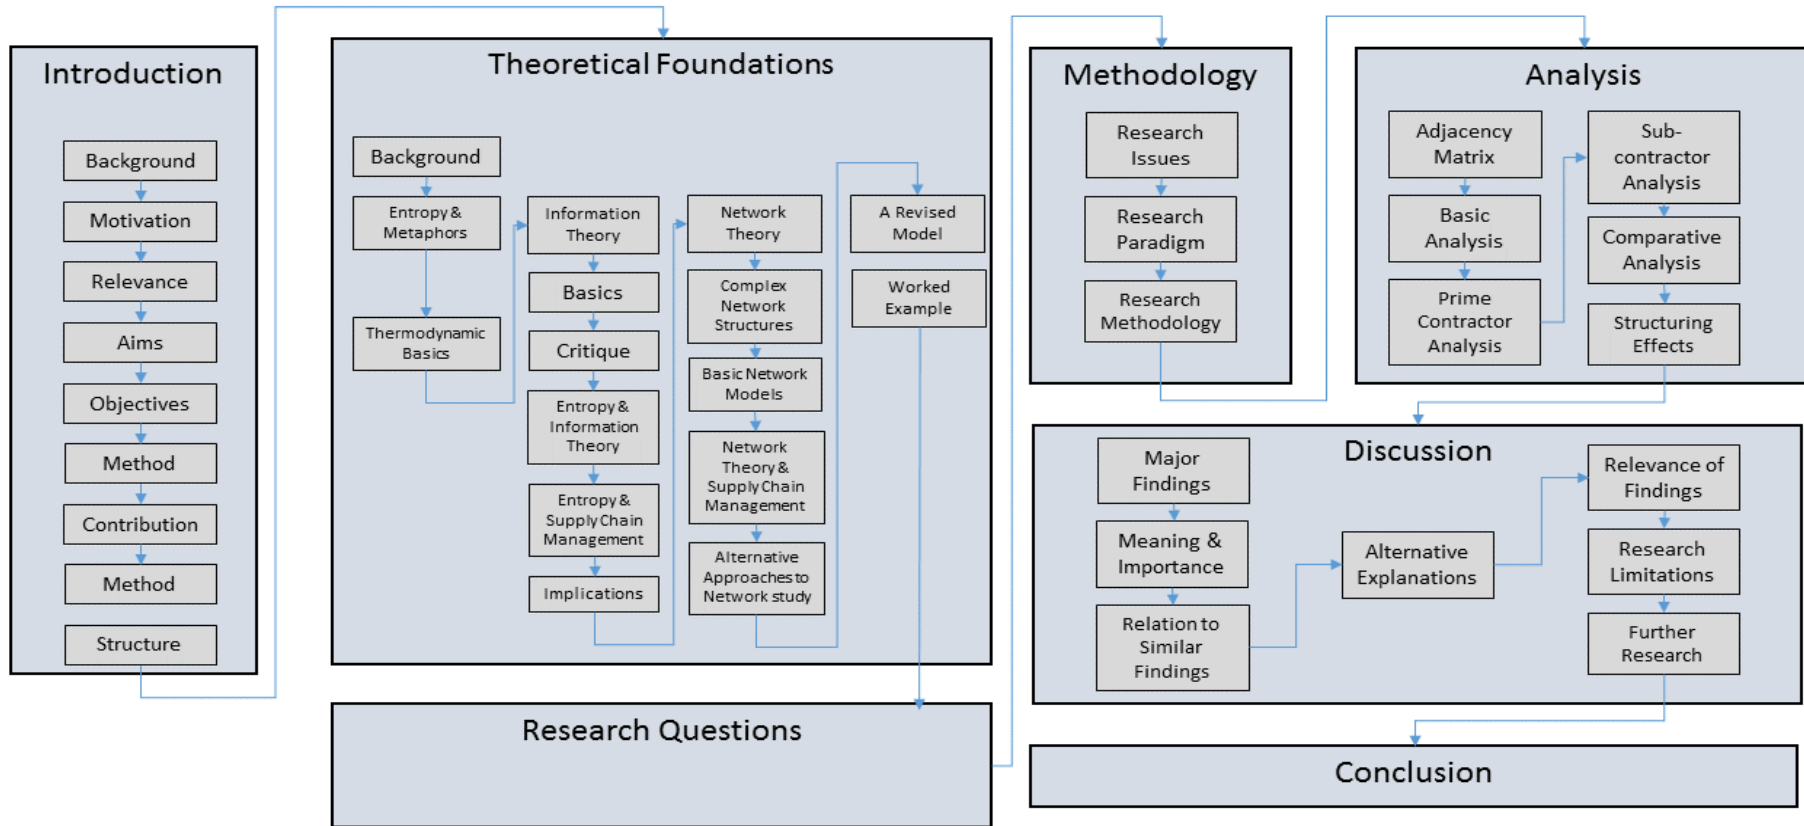 Introduction
Background
Motivation
Relevance
Aims
Objectives
Method
Contribution
Method
Structure
Theoretical Foundations
Background
Entropy &
Metaphors
Thermodynamic
Basics
Information
Theory
Basics
Critique
Entropy &
Information
Theory
Entropy &
Supply Chain
Management
Implications
Network
Theory
Complex
Network
Structures
Basic Network
Models
Network
Theory &
Supply Chain
Management
Alternative
Approaches to
Network study
A Revised
Model
Worked
Example
Research Questions
Methodology
Research
Issues
Research
Paradigm
Research
Methodology
Analysis
Adjacency
Matrix
Basic
Analysis
Prime
Contractor
Analysis
Sub-
contractor
Analysis
Comparative
Analysis
Structuring
Effects
Discussion
Major
Findings
Meaning &
Importance
Relation to
Similar
Findings
Alternative
Explanations
Relevance of
Findings
Research
Limitations
Further
Research
Conclusion